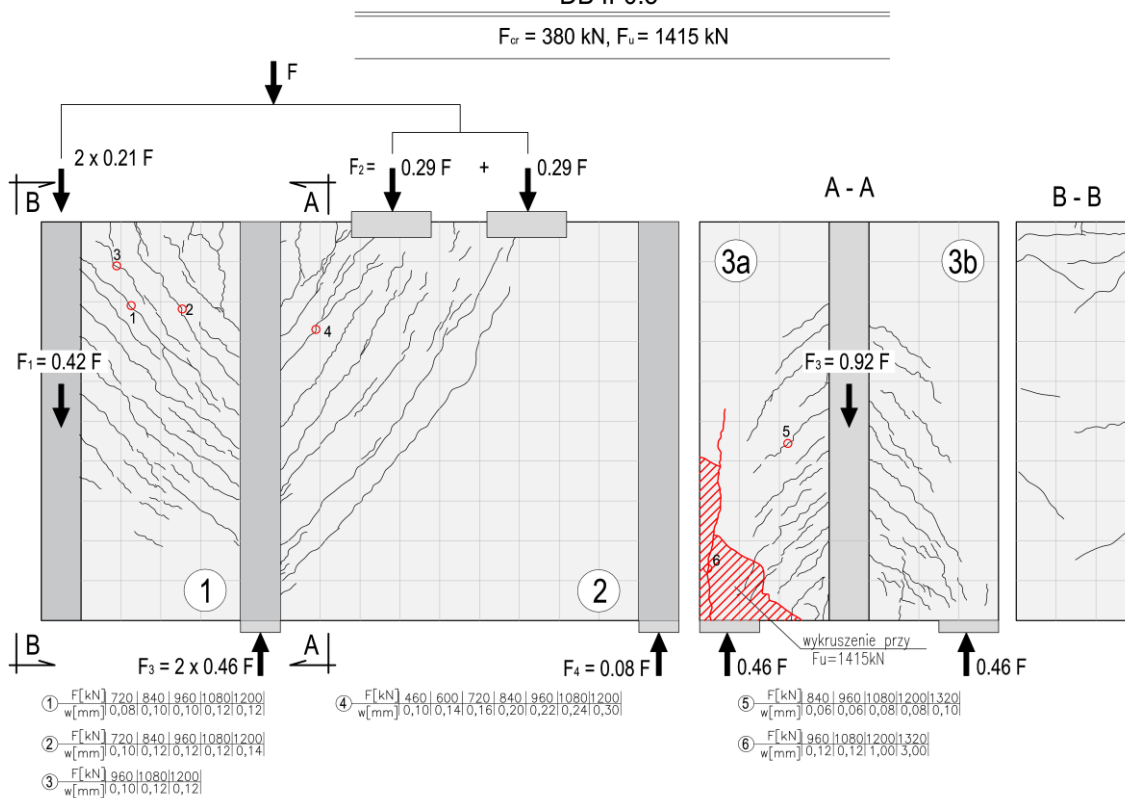 F_cr = 380 kN, F_u = 1415 kN
F
2 x 0.21 F
F₂ = 0.29 F + 0.29 F
B
A
A - A
B - B
3
1
2
4
3a
3b
F₁ = 0.42 F
F₃ = 0.92 F
5
6
1
2
wykruszenie przy
Fu=1415kN
B
F₃ = 2 x 0.46 F
A
F₄ = 0.08 F
0.46 F
0.46 F
1 F[kN] 720 840 960 1080 1200
w[mm] 0,08 0,10 0,10 0,12 0,12
2 F[kN] 720 840 960 1080 1200
w[mm] 0,10 0,12 0,12 0,12 0,14
3 F[kN] 960 1080 1200
w[mm] 0,10 0,12 0,12
4 F[kN] 460 600 720 840 960 1080 1200
w[mm] 0,10 0,14 0,16 0,20 0,22 0,24 0,30
5 F[kN] 840 960 1080 1200 1320
w[mm] 0,06 0,06 0,08 0,08 0,10
6 F[kN] 960 1080 1200 1320
w[mm] 0,12 0,12 1,00 3,00